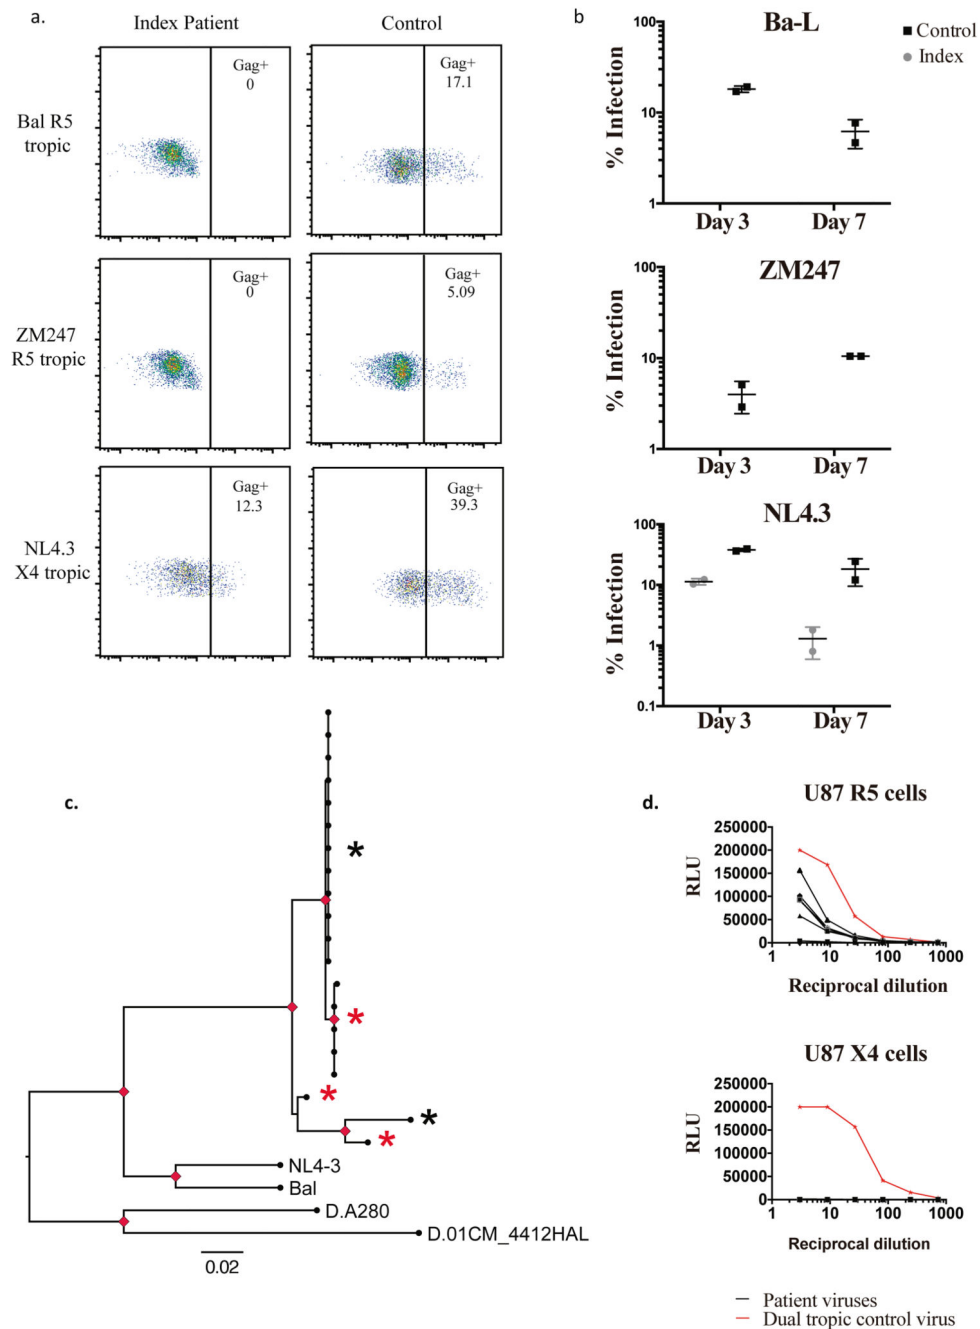 a.
Index Patient
Control
Bal R5
tropic
Gag+
0
Gag+
17.1
ZM247
R5 tropic
Gag+
0
Gag+
5.09
NL4.3
X4 tropic
Gag+
12.3
Gag+
39.3
b
Ba-L
Control
Index
% Infection
100
10
1
Day 3
Day 7
ZM247
% Infection
100
10
1
Day 3
Day 7
NL4.3
% Infection
100
10
1
0.1
Day 3
Day 7
c.
*
*
*
*
*
NL4-3
Bal
D.A280
D.01CM_4412HAL
0.02
d.
U87 R5 cells
RLU
250000
200000
150000
100000
50000
0
1
10
100
1000
Reciprocal dilution
U87 X4 cells
RLU
250000
200000
150000
100000
50000
0
1
10
100
1000
Reciprocal dilution
Patient viruses
Dual tropic control virus